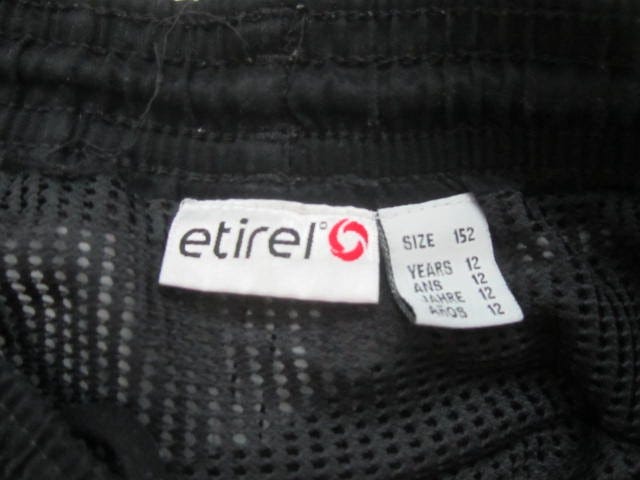 etirel
SIZE 152
YEARS 12
ANS 12
JAHRE 12
AÑOS 12